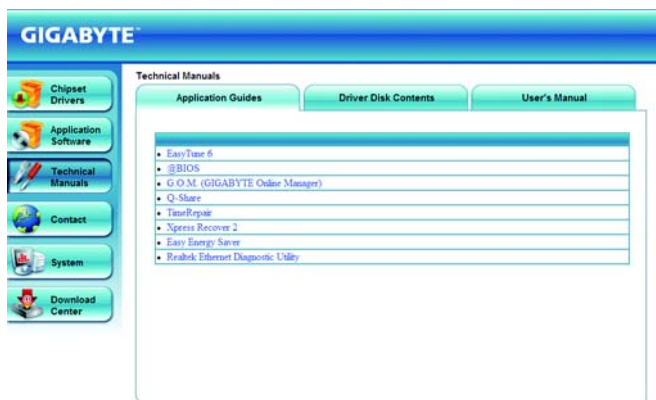 GIGABYTE™
Technical Manuals
Chipset
Drivers
Application
Software
Technical
Manuals
Contact
System
Download
Center
Application Guides
Driver Disk Contents
User's Manual
• EasyTune 6
• @BIOS
• G.O.M. (GIGABYTE Online Manager)
• Q-Share
• TimeRepair
• Xpress Recover 2
• Easy Energy Saver
• Realtek Ethernet Diagnostic Utility